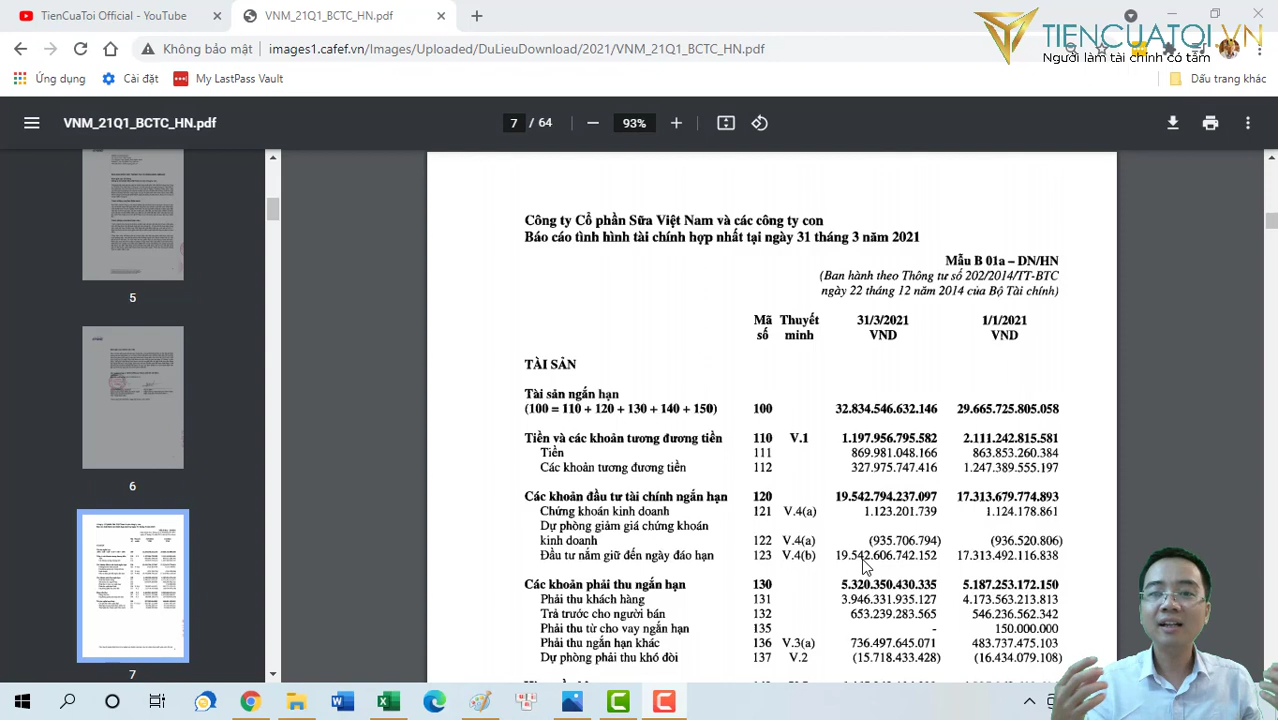 TienCuaToi Official - YouTube
VNM_21Q1_BCTC_HN.pdf
TIENCUATOI.VN
Người làm tài chính có tâm
Không bảo mật
images1.cafef.vn/Images/Uploaded/DuLieuDownload/2021/VNM_21Q1_BCTC_HN.pdf
Ứng dụng
Cài đặt
My LastPass Vault
Dấu trang khác
VNM_21Q1_BCTC_HN.pdf
7 / 64
93%
5
6
7
Công ty Cổ phần Sữa Việt Nam và các công ty con
Báo cáo tình hình tài chính hợp nhất tại ngày 31 tháng 3 năm 2021
Mẫu B 01a – DN/HN
(Ban hành theo Thông tư số 202/2014/TT-BTC
ngày 22 tháng 12 năm 2014 của Bộ Tài chính)
Mã số Thuyết minh 31/3/2021 VND 1/1/2021 VND
TÀI SẢN
Tài sản ngắn hạn
(100 = 110 + 120 + 130 + 140 + 150) 100 32.834.546.632.146 29.665.725.805.058
Tiền và các khoản tương đương tiền 110 V.1 1.197.956.795.582 2.111.242.815.581
Tiền 111 869.981.048.166 863.853.260.384
Các khoản tương đương tiền 112 327.975.747.416 1.247.389.555.197
Các khoản đầu tư tài chính ngắn hạn 120 19.542.794.237.097 17.313.679.774.893
Chứng khoán kinh doanh 121 V.4(a) 1.123.201.739 1.124.178.861
Dự phòng giảm giá chứng khoán
kinh doanh 122 V.4(a) (935.706.794) (936.520.806)
Đầu tư nắm giữ đến ngày đáo hạn 123 V.4(b) 19.542.606.742.152 17.313.492.116.838
Các khoản phải thu ngắn hạn 130 5.320.350.430.335 5.187.253.172.150
Phải thu khách hàng 131 3.946.331.935.127 4.173.563.213.813
Trả trước cho người bán 132 653.239.283.565 546.236.562.342
Phải thu từ cho vay ngắn hạn 135 - 150.000.000
Phải thu ngắn hạn khác 136 V.3(a) 736.497.645.071 483.737.475.103
Dự phòng phải thu khó đòi 137 V.2 (15.718.433.428) (16.434.079.108)